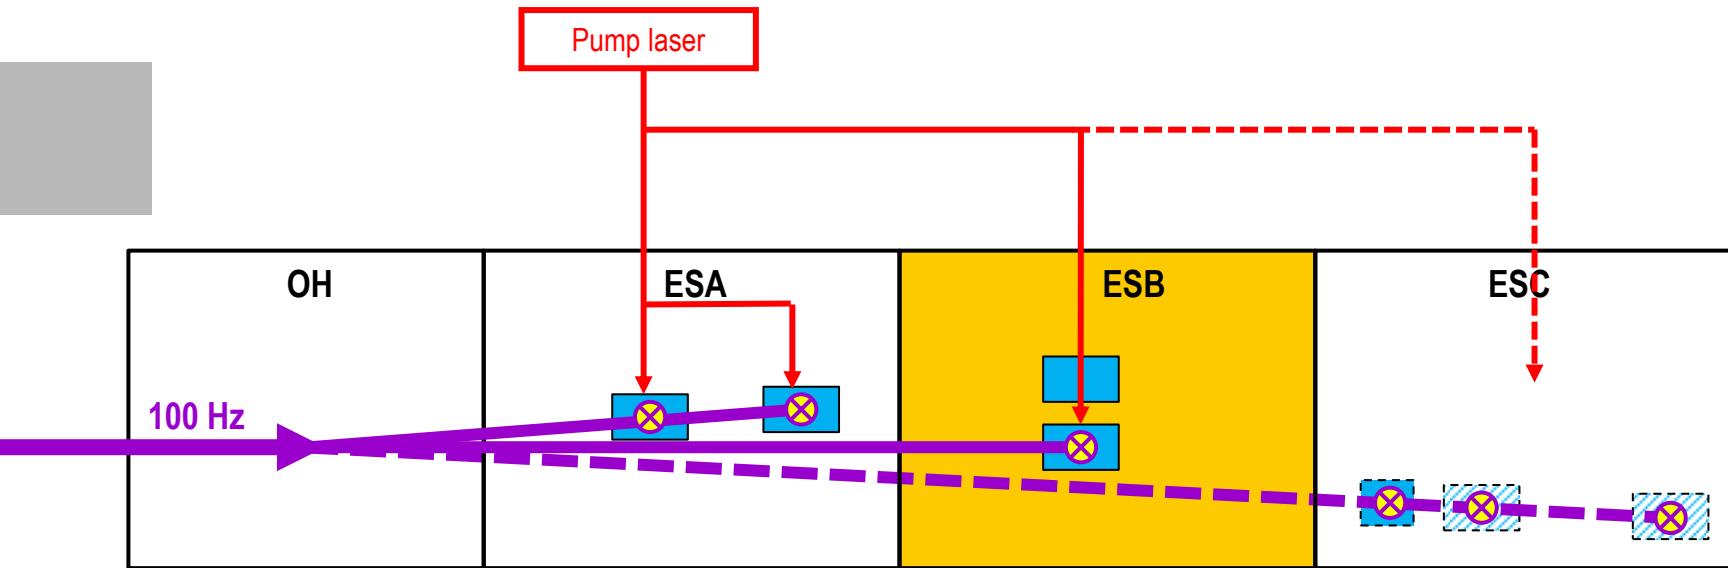 Pump laser
OH
ESA
ESB
ESC
100 Hz